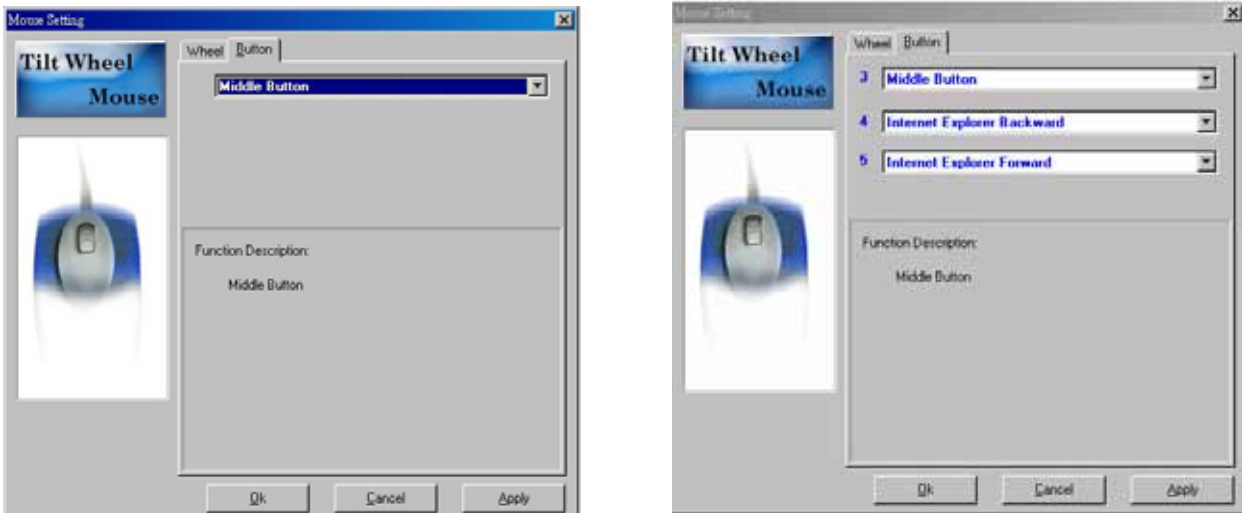 Mouse Setting
Tilt Wheel
Mouse
Wheel Button
Middle Button
Function Description:
Middle Button
Ok Cancel Apply
Mouse Setting
Tilt Wheel
Mouse
Wheel Button
3 Middle Button
4 Internet Explorer Backward
5 Internet Explorer Forward
Function Description:
Middle Button
Ok Cancel Apply